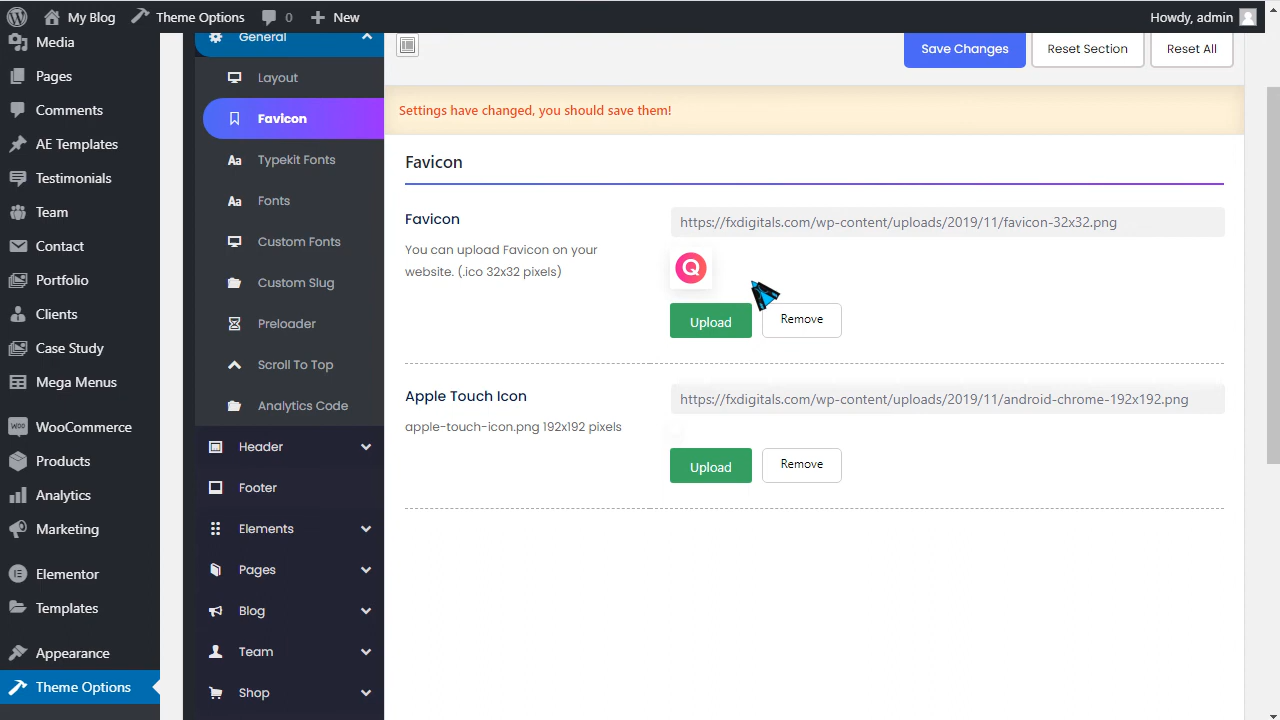 My Blog
Theme Options
0
New
Howdy, admin
Media
Pages
Comments
AE Templates
Testimonials
Team
Contact
Portfolio
Clients
Case Study
Mega Menus
WooCommerce
Products
Analytics
Marketing
Elementor
Templates
Appearance
Theme Options
General
Layout
Favicon
Aa Typekit Fonts
Aa Fonts
Custom Fonts
Custom Slug
Preloader
Scroll To Top
Analytics Code
Header
Footer
Elements
Pages
Blog
Team
Shop
Save Changes
Reset Section
Reset All
Settings have changed, you should save them!
Favicon
Favicon
You can upload Favicon on your
website. (.ico 32x32 pixels)
https://fxdigitals.com/wp-content/uploads/2019/11/favicon-32x32.png
Q
Upload
Remove
Apple Touch Icon
apple-touch-icon.png 192x192 pixels
https://fxdigitals.com/wp-content/uploads/2019/11/android-chrome-192x192.png
Upload
Remove